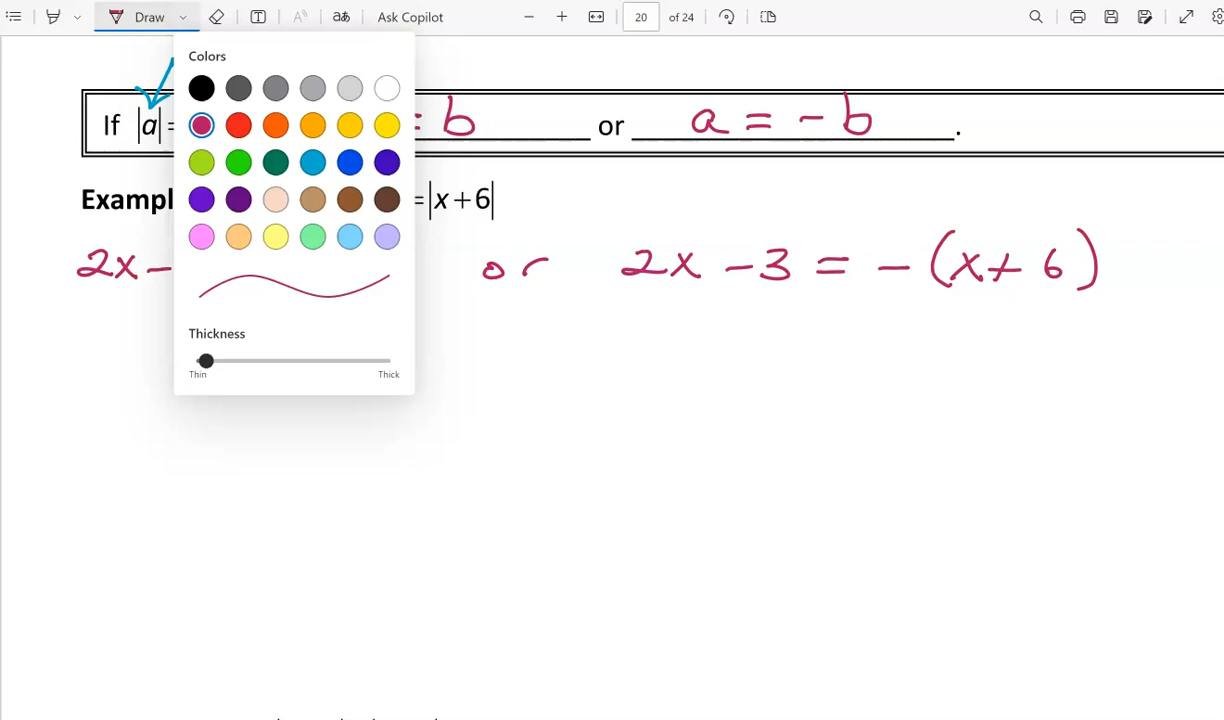 Draw Ask Copilot 20 of 24
Colors
If |a| = = b or a = - b .
Exampl = |x + 6|
2x - or 2x - 3 = - (x + 6)
Thickness
Thin Thick